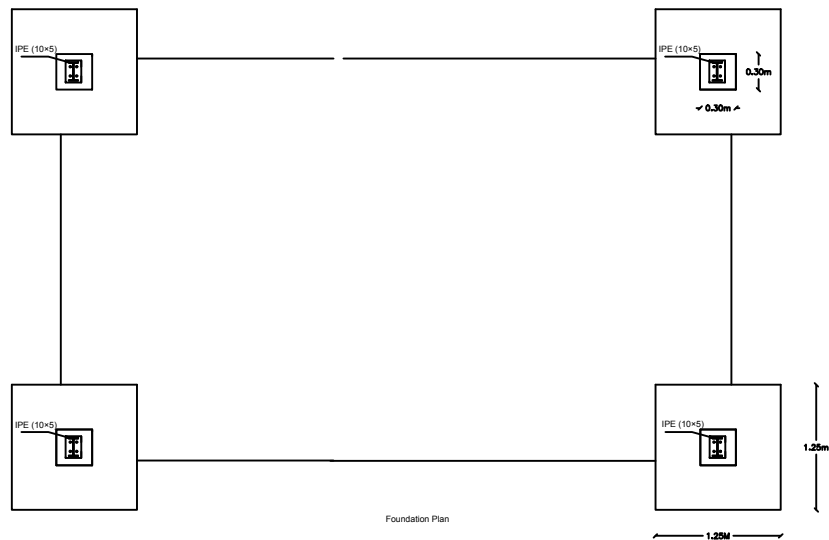 IPE (10×5)
IPE (10×5)
0.30m
0.30m
IPE (10×5)
IPE (10×5)
1.25m
Foundation Plan
1.25M